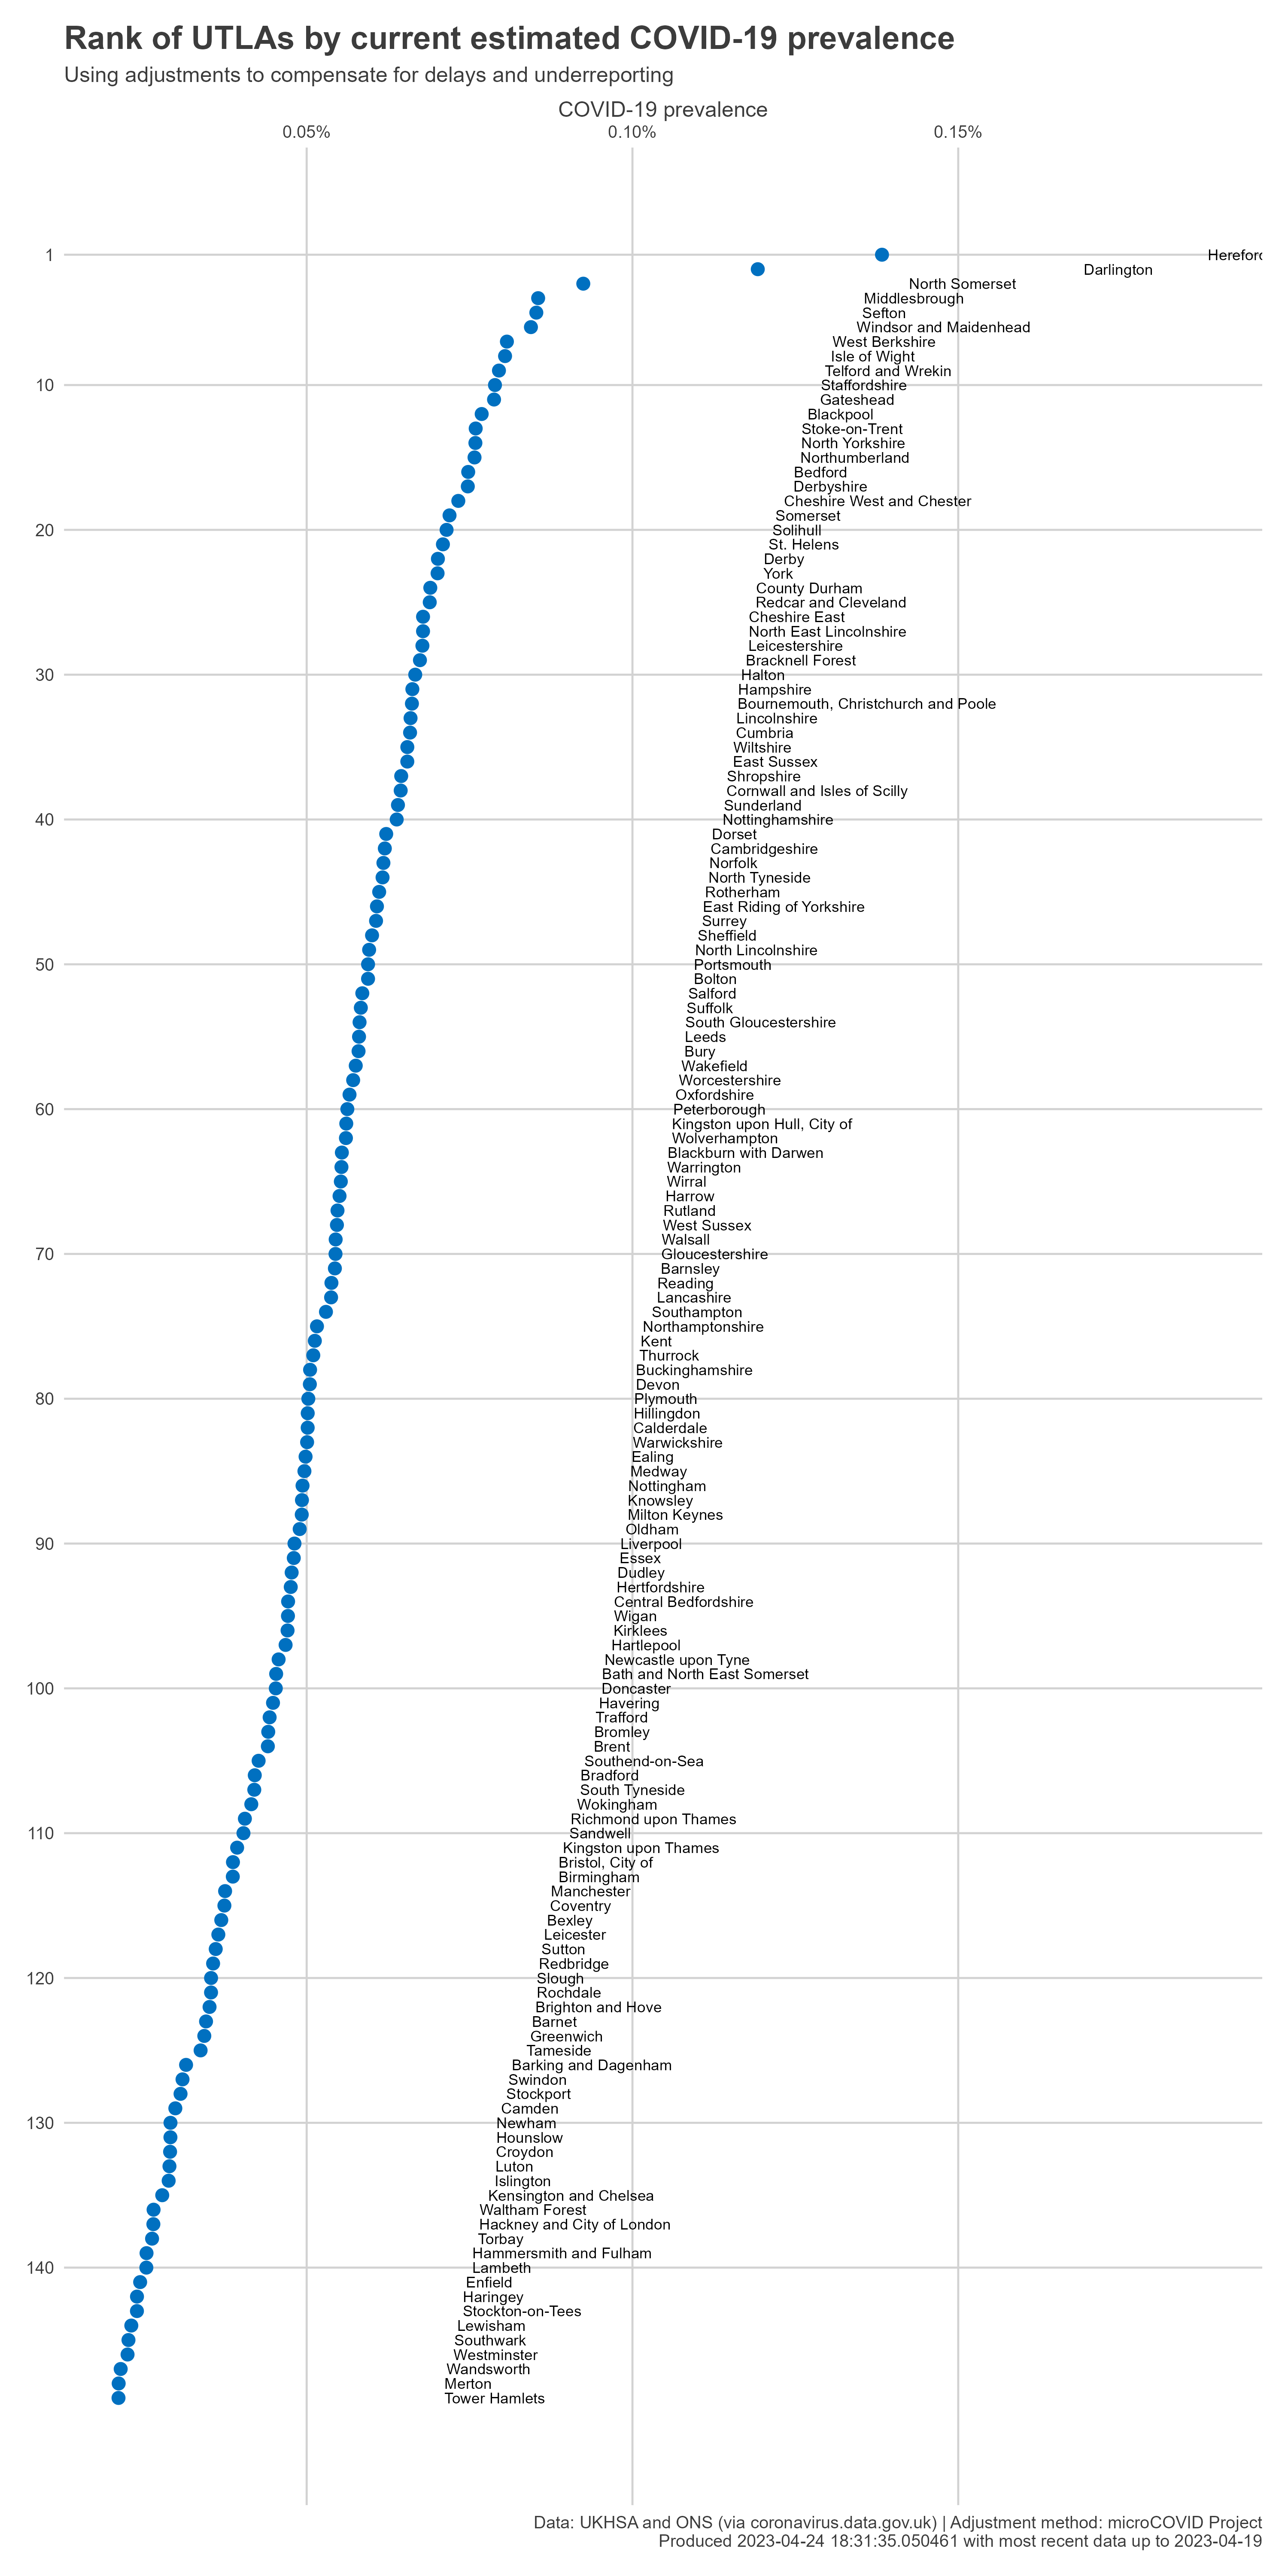 Rank of UTLAs by current estimated COVID-19 prevalence
Using adjustments to compensate for delays and underreporting
COVID-19 prevalence
0.05% 0.10% 0.15%
1 Hereford
Darlington
North Somerset
Middlesbrough
Sefton
Windsor and Maidenhead
West Berkshire
Isle of Wight
Telford and Wrekin
10 Staffordshire
Gateshead
Blackpool
Stoke-on-Trent
North Yorkshire
Northumberland
Bedford
Derbyshire
Cheshire West and Chester
Somerset
20 Solihull
St. Helens
Derby
York
County Durham
Redcar and Cleveland
Cheshire East
North East Lincolnshire
Leicestershire
Bracknell Forest
30 Halton
Hampshire
Bournemouth, Christchurch and Poole
Lincolnshire
Cumbria
Wiltshire
East Sussex
Shropshire
Cornwall and Isles of Scilly
Sunderland
40 Nottinghamshire
Dorset
Cambridgeshire
Norfolk
North Tyneside
Rotherham
East Riding of Yorkshire
Surrey
Sheffield
North Lincolnshire
50 Portsmouth
Bolton
Salford
Suffolk
South Gloucestershire
Leeds
Bury
Wakefield
Worcestershire
Oxfordshire
60 Peterborough
Kingston upon Hull, City of
Wolverhampton
Blackburn with Darwen
Warrington
Wirral
Harrow
Rutland
West Sussex
Walsall
70 Gloucestershire
Barnsley
Reading
Lancashire
Southampton
Northamptonshire
Kent
Thurrock
Buckinghamshire
Devon
80 Plymouth
Hillingdon
Calderdale
Warwickshire
Ealing
Medway
Nottingham
Knowsley
Milton Keynes
Oldham
90 Liverpool
Essex
Dudley
Hertfordshire
Central Bedfordshire
Wigan
Kirklees
Hartlepool
Newcastle upon Tyne
Bath and North East Somerset
100 Doncaster
Havering
Trafford
Bromley
Brent
Southend-on-Sea
Bradford
South Tyneside
Wokingham
Richmond upon Thames
110 Sandwell
Kingston upon Thames
Bristol, City of
Birmingham
Manchester
Coventry
Bexley
Leicester
Sutton
Redbridge
120 Slough
Rochdale
Brighton and Hove
Barnet
Greenwich
Tameside
Barking and Dagenham
Swindon
Stockport
Camden
130 Newham
Hounslow
Croydon
Luton
Islington
Kensington and Chelsea
Waltham Forest
Hackney and City of London
Torbay
Hammersmith and Fulham
140 Lambeth
Enfield
Haringey
Stockton-on-Tees
Lewisham
Southwark
Westminster
Wandsworth
Merton
Tower Hamlets
Data: UKHSA and ONS (via coronavirus.data.gov.uk) | Adjustment method: microCOVID Project
Produced 2023-04-24 18:31:35.050461 with most recent data up to 2023-04-19